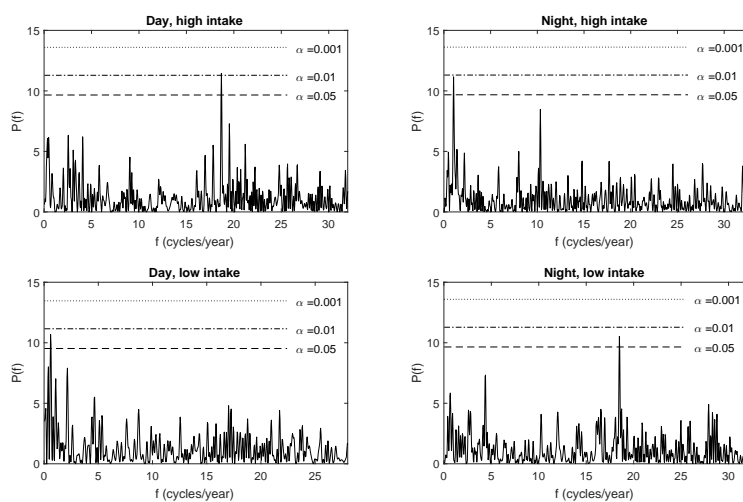 Day, high intake
15
10
5
0
P(f)
α =0.001
α =0.01
α =0.05
0 5 10 15 20 25 30
f (cycles/year)
Night, high intake
15
10
5
0
P(f)
α =0.001
α =0.01
α =0.05
0 5 10 15 20 25 30
f (cycles/year)
Day, low intake
15
10
5
0
P(f)
α =0.001
α =0.01
α =0.05
0 5 10 15 20 25
f (cycles/year)
Night, low intake
15
10
5
0
P(f)
α =0.001
α =0.01
α =0.05
0 5 10 15 20 25 30
f (cycles/year)